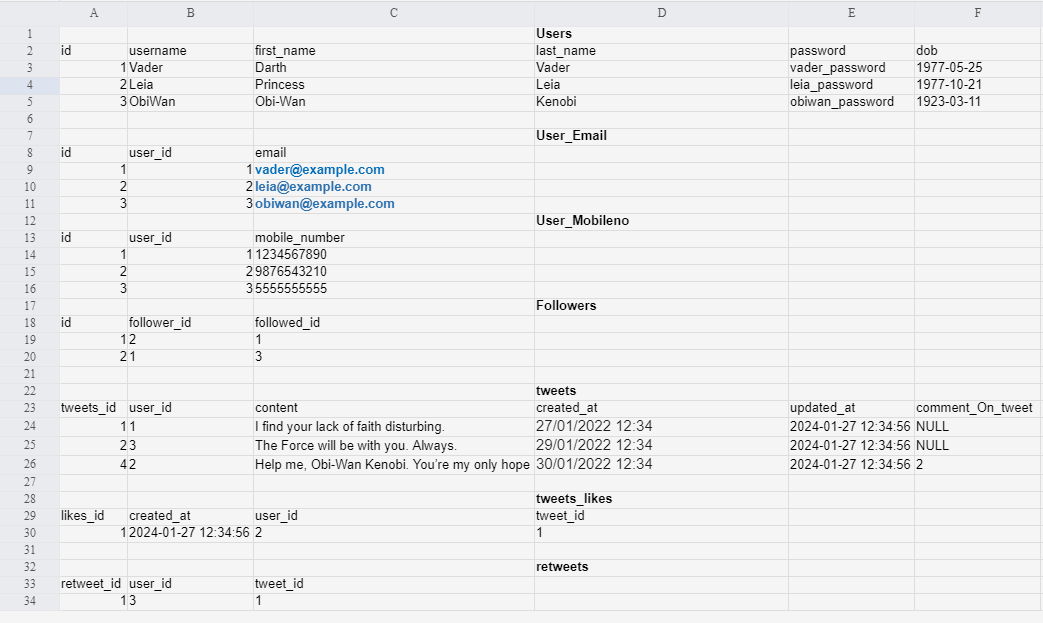 A B C D E F
1 Users
2 id username first_name last_name password dob
3 1 Vader Darth Vader vader_password 1977-05-25
4 2 Leia Princess Leia leia_password 1977-10-21
5 3 ObiWan Obi-Wan Kenobi obiwan_password 1923-03-11
6
7 User_Email
8 id user_id email
9 1 1 vader@example.com
10 2 2 leia@example.com
11 3 3 obiwan@example.com
12 User_Mobileno
13 id user_id mobile_number
14 1 1 1234567890
15 2 2 9876543210
16 3 3 5555555555
17 Followers
18 id follower_id followed_id
19 1 2 1
20 2 1 3
21
22 tweets
23 tweets_id user_id content created_at updated_at comment_On_tweet
24 1 1 I find your lack of faith disturbing. 27/01/2022 12:34 2024-01-27 12:34:56 NULL
25 2 3 The Force will be with you. Always. 29/01/2022 12:34 2024-01-27 12:34:56 NULL
26 4 2 Help me, Obi-Wan Kenobi. You're my only hope 30/01/2022 12:34 2024-01-27 12:34:56 2
27
28 tweets_likes
29 likes_id created_at user_id tweet_id
30 1 2024-01-27 12:34:56 2 1
31
32 retweets
33 retweet_id user_id tweet_id
34 1 3 1